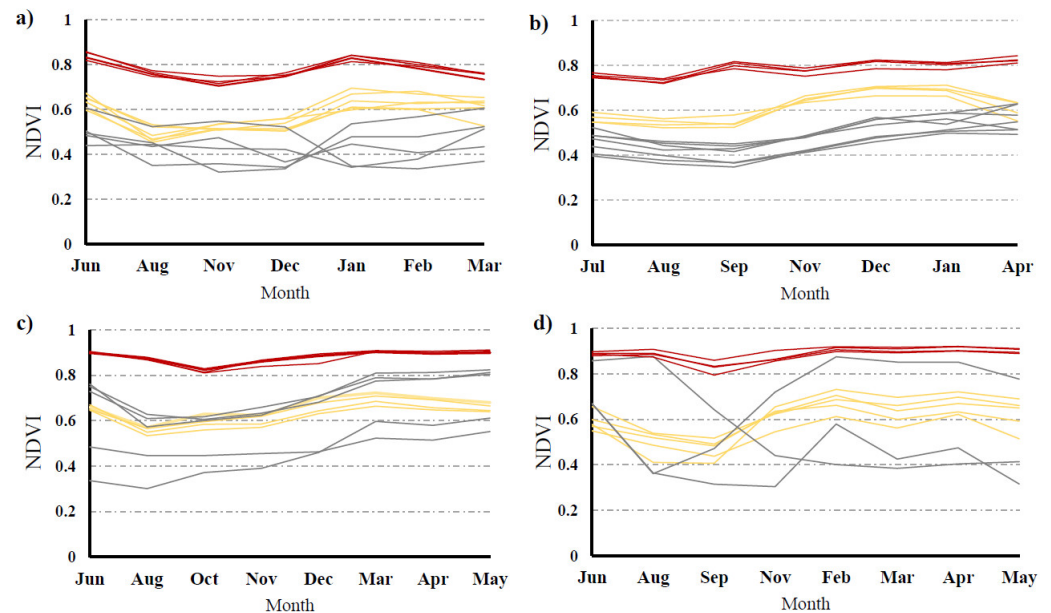 a)
1
0.8
0.6
0.4
0.2
0
NDVI
Jun Aug Nov Dec Jan Feb Mar
Month
b)
1
0.8
0.6
0.4
0.2
0
NDVI
Jul Aug Sep Nov Dec Jan Apr
Month
c)
1
0.8
0.6
0.4
0.2
0
NDVI
Jun Aug Oct Nov Dec Mar Apr May
Month
d)
1
0.8
0.6
0.4
0.2
0
NDVI
Jun Aug Sep Nov Feb Mar Apr May
Month